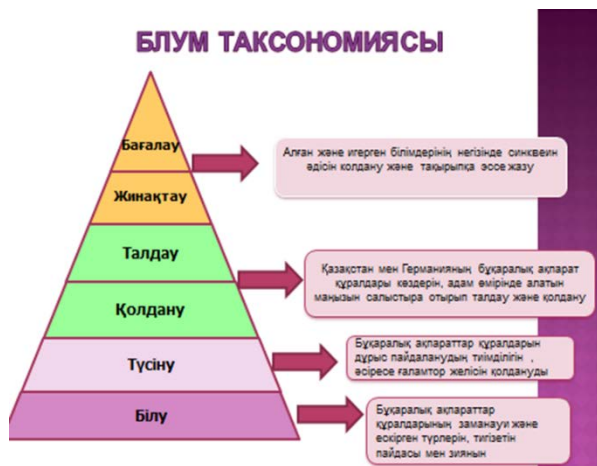 БЛУМ ТАКСОНОМИЯСЫ
Бағалау
Алған және игерген білімдерінің негізінде синквеин
әдісін колдану және тақырыпқа эссе жазу
Жинақтау
Талдау
Қазақстан мен Германияның бұқаралық ақпарат
құралдары көздерін, адам өмірінде алатын
маңызын салыстыра отырып талдау және қолдану
Қолдану
Түсіну
Бұқаралық ақпараттар құралдарын
дұрыс пайдаланудың тиімділігін ,
әсіресе ғаламтор желісін қолдануды
Білу
Бұқаралық ақпараттар
құралдарының заманауи және
ескірген түрлерін, тигізетін
пайдасы мен зиянын